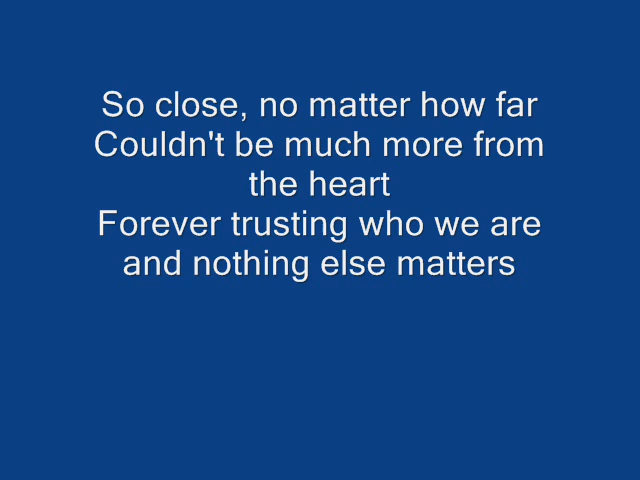 So close, no matter how far
Couldn't be much more from
the heart
Forever trusting who we are
and nothing else matters